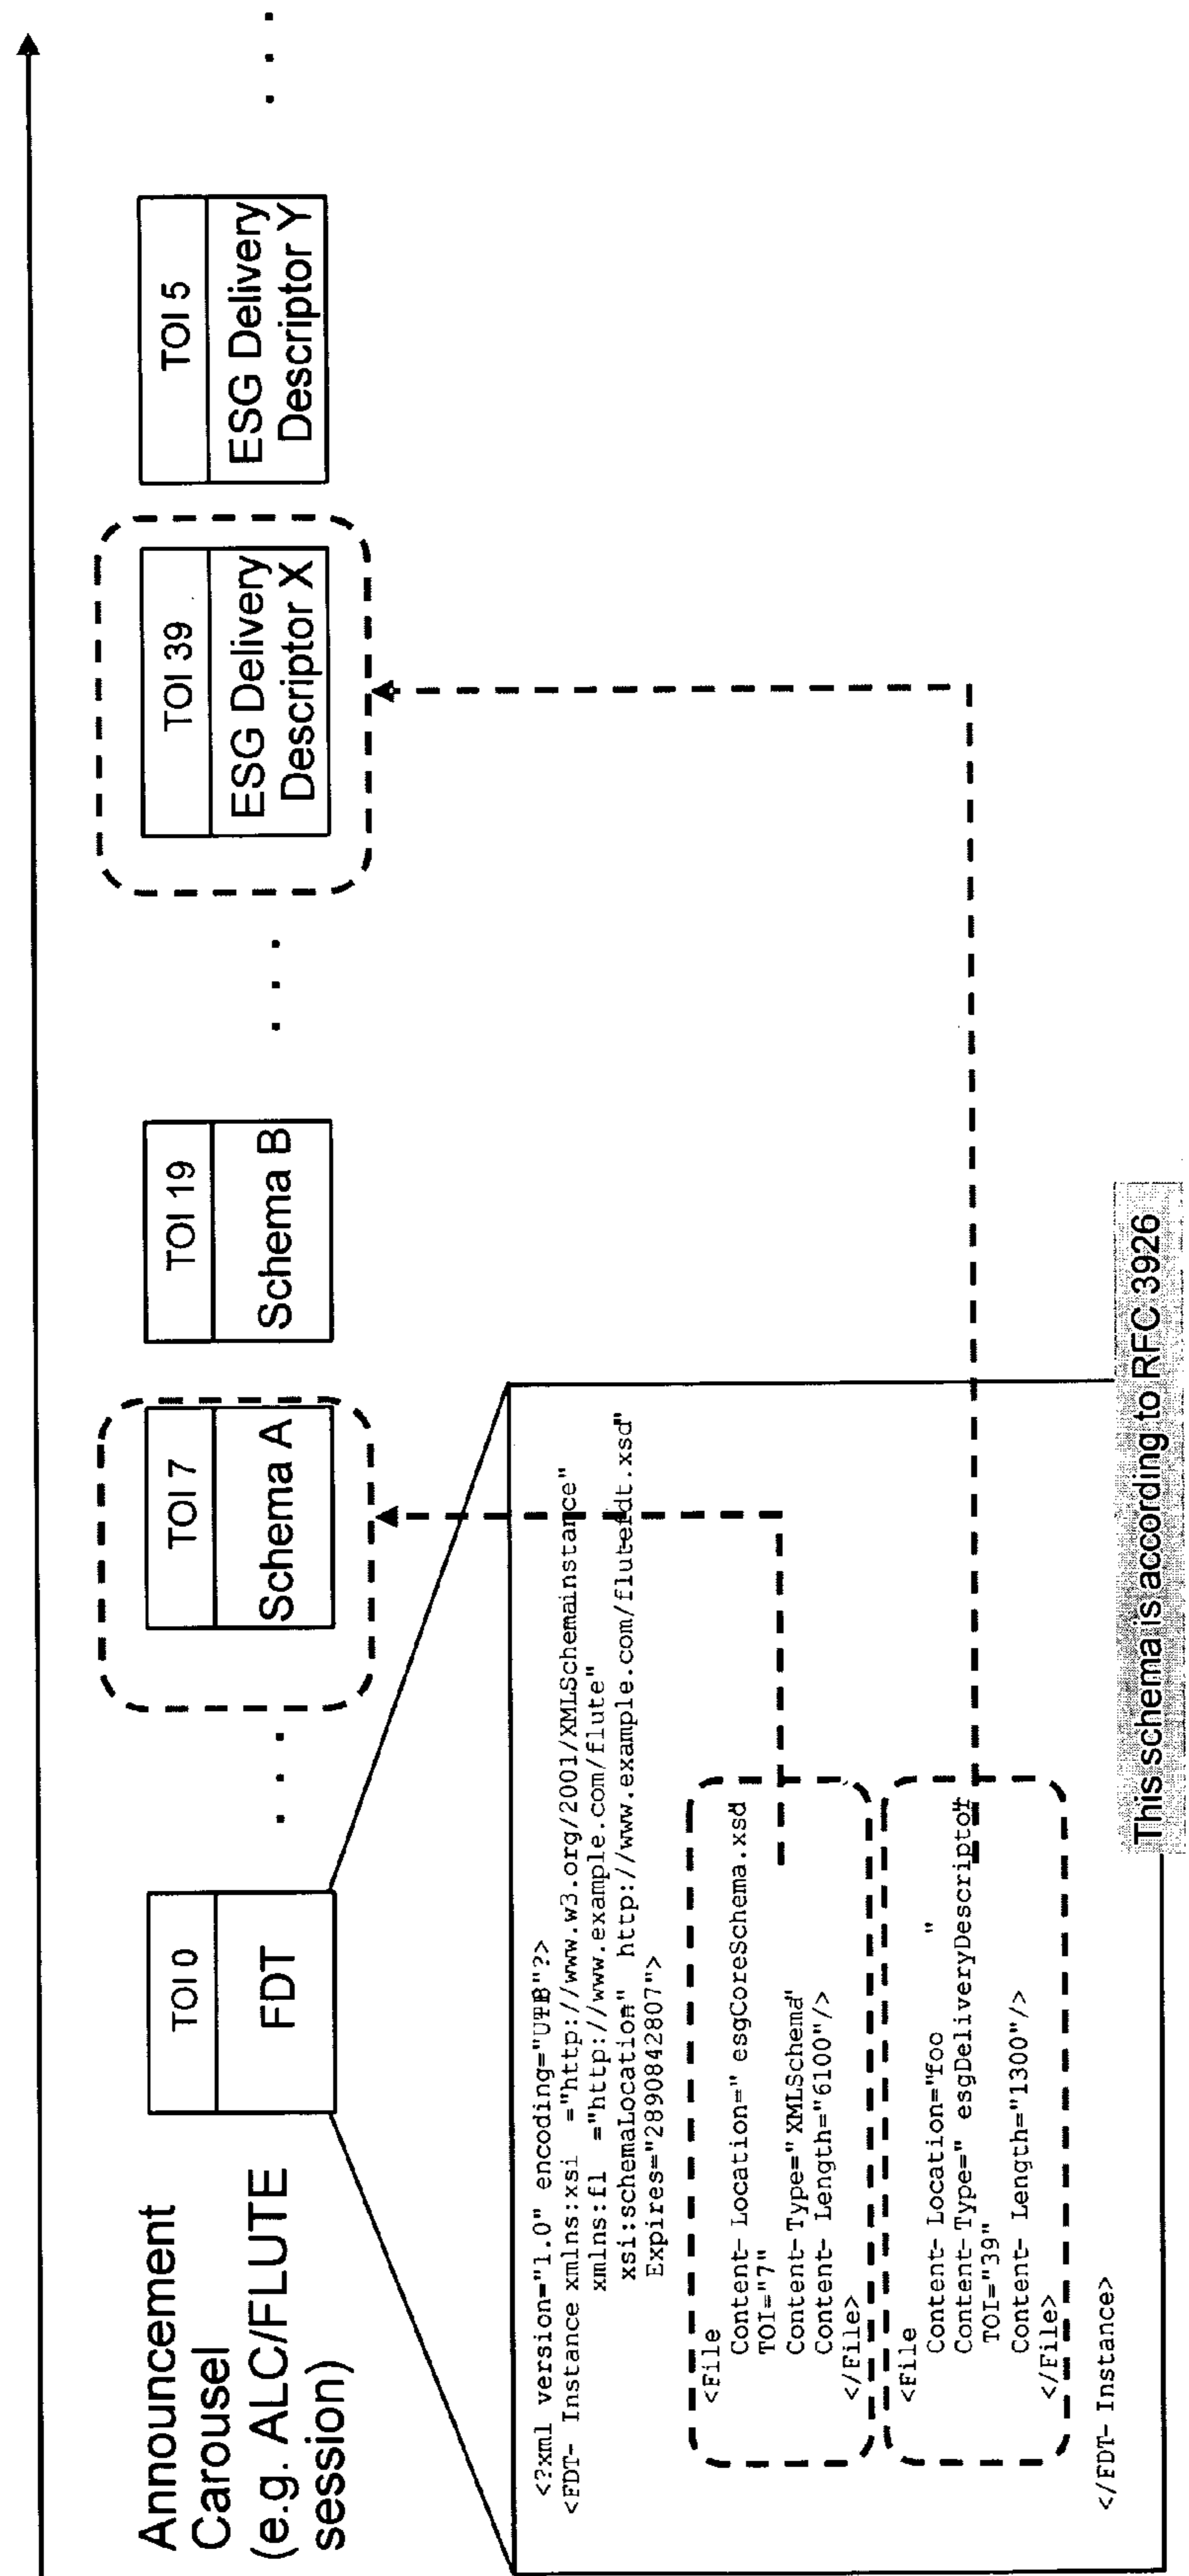 Announcement
Carousel
(e.g. ALC/FLUTE
session)
TOI 0
FDT
. . .
TOI 7
Schema A
TOI 19
Schema B
. . .
TOI 39
ESG Delivery
Descriptor X
TOI 5
ESG Delivery
Descriptor Y
. . .
<?xml version="1.0" encoding="UTF8"?>
<FDT- Instance xmlns:xsi ="http://www.w3.org/2001/XMLSchemainstance"
xmlns:fl ="http://www.example.com/flute"
xsi:schemaLocation" http://www.example.com/flutefdt.xsd"
Expires="2890842807">
<File
Content- Location=" esgCoreSchema.xsd"
TOI="7"
Content-Type=" XMLSchema"
Content- Length="6100"/>
</File>
<File
Content- Location="foo "
Content-Type=" esgDeliveryDescriptor"
TOI="39"
Content- Length="1300"/>
</File>
</FDT- Instance>
This schema is according to RFC 3926